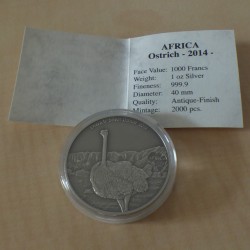 AFRICA
Ostrich - 2014 -
Face Value: 1000 Francs
Weight: 1 oz Silver
Fineness: 999.9
Diameter: 40 mm
Quality: Antique-Finish
Mintage: 2000 pcs.